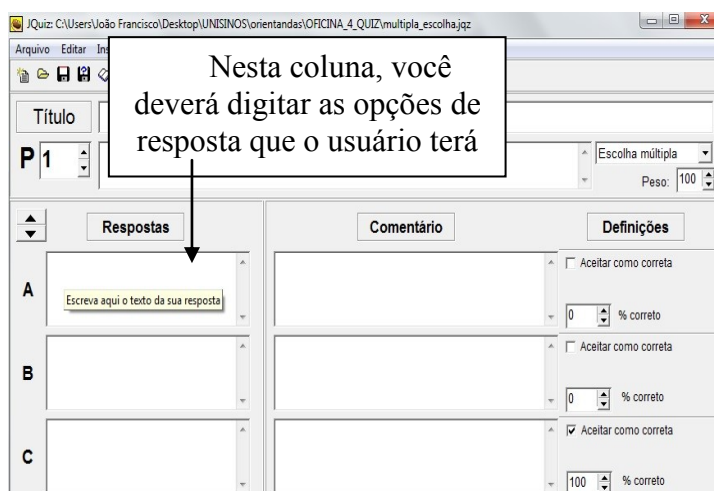 JQuiz: C:\Users\João Francisco\Desktop\UNISINOS\orientandas\OFICINA_4_QUIZ\multipla_escolha.jqz
Arquivo Editar
Nesta coluna, você
deverá digitar as opções de
resposta que o usuário terá
Título
P 1
Escolha múltipla
Peso: 100
Respostas Comentário Definições
A
Escreva aqui o texto da sua resposta
Aceitar como correta
0 % correto
B
Aceitar como correta
0 % correto
C
Aceitar como correta
100 % correto